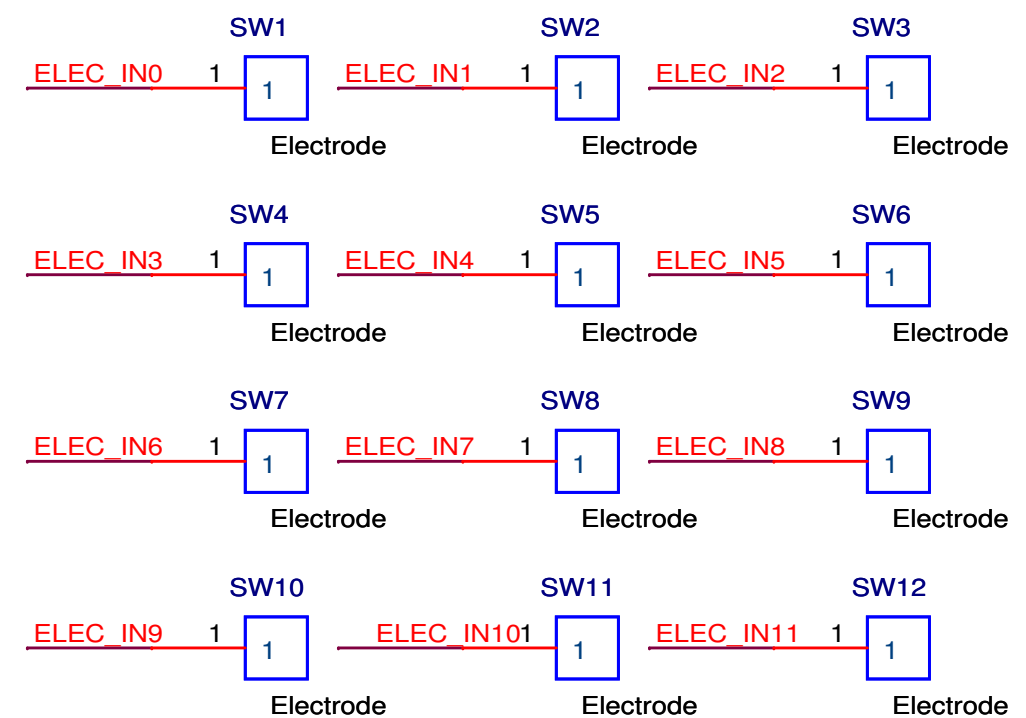 SW1 SW2 SW3
ELEC_IN0 1 1 ELEC_IN1 1 1 ELEC_IN2 1 1
Electrode Electrode Electrode
SW4 SW5 SW6
ELEC_IN3 1 1 ELEC_IN4 1 1 ELEC_IN5 1 1
Electrode Electrode Electrode
SW7 SW8 SW9
ELEC_IN6 1 1 ELEC_IN7 1 1 ELEC_IN8 1 1
Electrode Electrode Electrode
SW10 SW11 SW12
ELEC_IN9 1 1 ELEC_IN10 1 1 ELEC_IN11 1 1
Electrode Electrode Electrode